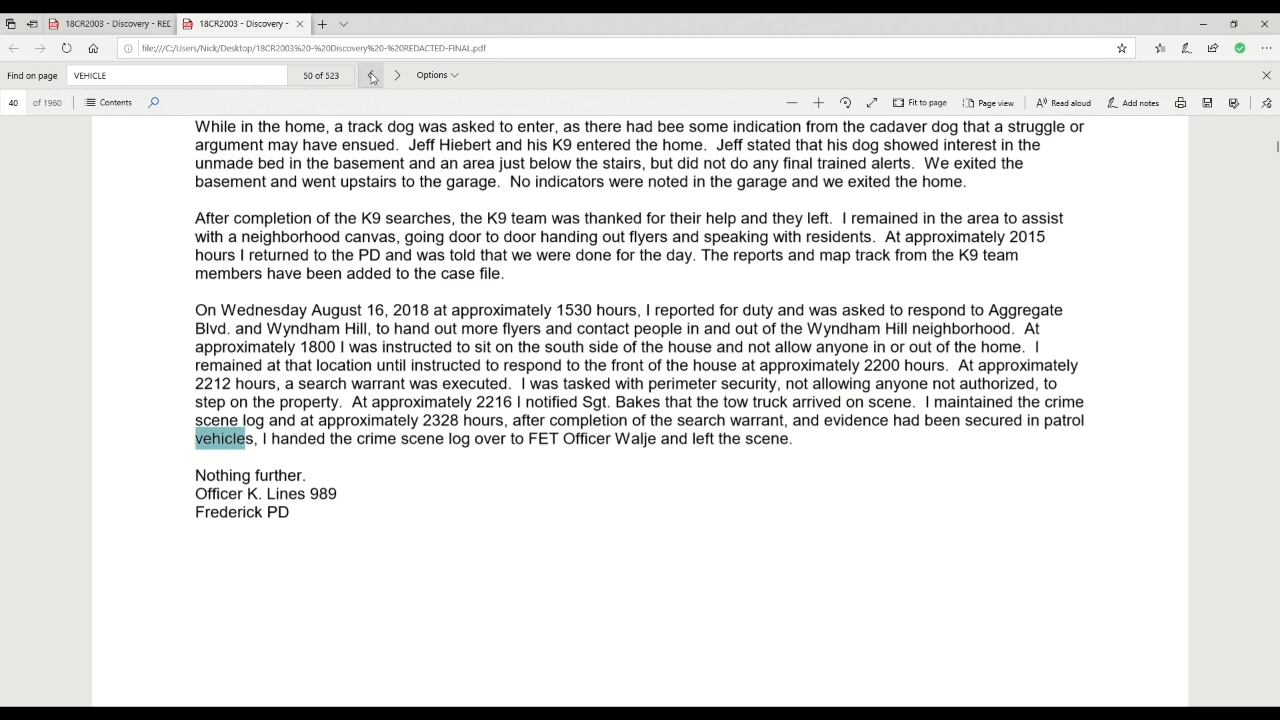 18CR2003 - Discovery - RED
18CR2003 - Discovery -
file:///C:/Users/Nick/Desktop/18CR2003%20-%20Discovery%20-%20REDACTED-FINAL.pdf
Find on page VEHICLE 50 of 523 Options
40 of 1960 Contents Fit to page Page view Read aloud Add notes
While in the home, a track dog was asked to enter, as there had bee some indication from the cadaver dog that a struggle or
argument may have ensued. Jeff Hiebert and his K9 entered the home. Jeff stated that his dog showed interest in the
unmade bed in the basement and an area just below the stairs, but did not do any final trained alerts. We exited the
basement and went upstairs to the garage. No indicators were noted in the garage and we exited the home.
After completion of the K9 searches, the K9 team was thanked for their help and they left. I remained in the area to assist
with a neighborhood canvas, going door to door handing out flyers and speaking with residents. At approximately 2015
hours I returned to the PD and was told that we were done for the day. The reports and map track from the K9 team
members have been added to the case file.
On Wednesday August 16, 2018 at approximately 1530 hours, I reported for duty and was asked to respond to Aggregate
Blvd. and Wyndham Hill, to hand out more flyers and contact people in and out of the Wyndham Hill neighborhood. At
approximately 1800 I was instructed to sit on the south side of the house and not allow anyone in or out of the home. I
remained at that location until instructed to respond to the front of the house at approximately 2200 hours. At approximately
2212 hours, a search warrant was executed. I was tasked with perimeter security, not allowing anyone not authorized, to
step on the property. At approximately 2216 I notified Sgt. Bakes that the tow truck arrived on scene. I maintained the crime
scene log and at approximately 2328 hours, after completion of the search warrant, and evidence had been secured in patrol
vehicles, I handed the crime scene log over to FET Officer Walje and left the scene.
Nothing further.
Officer K. Lines 989
Frederick PD